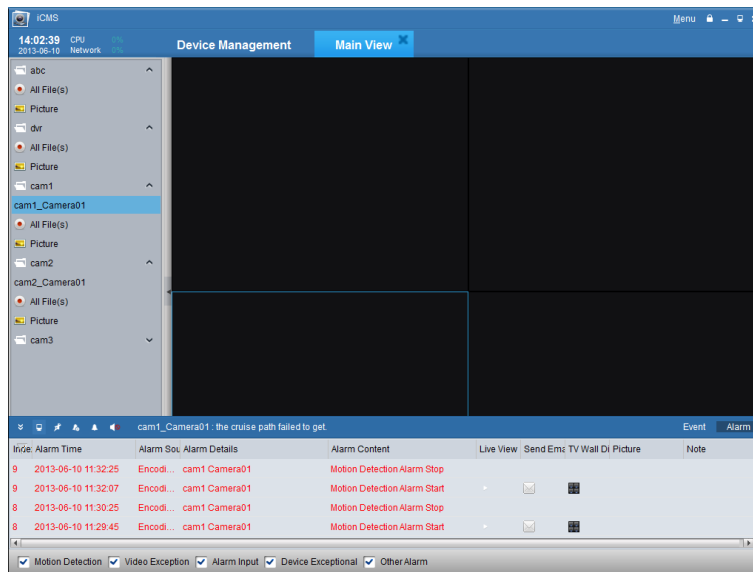 iCMS Menu
14:02:39 CPU 0%
2013-06-10 Network 0%
Device Management Main View
abc
All File(s)
Picture
dvr
All File(s)
Picture
cam1
cam1_Camera01
All File(s)
Picture
cam2
cam2_Camera01
All File(s)
Picture
cam3
cam1_Camera01 : the cruise path failed to get. Event Alarm
Inde: Alarm Time Alarm Sou Alarm Details Alarm Content Live View Send Ema TV Wall Di Picture Note
9 2013-06-10 11:32:25 Encodi... cam1 Camera01 Motion Detection Alarm Stop
9 2013-06-10 11:32:07 Encodi... cam1 Camera01 Motion Detection Alarm Start
8 2013-06-10 11:30:25 Encodi... cam1 Camera01 Motion Detection Alarm Stop
8 2013-06-10 11:29:45 Encodi... cam1 Camera01 Motion Detection Alarm Start
Motion Detection Video Exception Alarm Input Device Exceptional Other Alarm